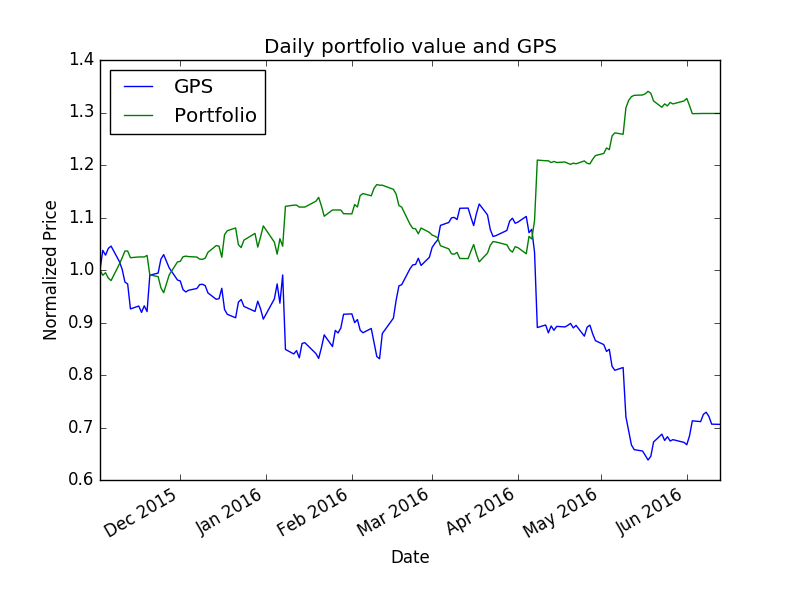 Daily portfolio value and GPS
GPS
Portfolio
1.4
1.3
1.2
1.1
1.0
0.9
0.8
0.7
0.6
Normalized Price
Dec 2015
Jan 2016
Feb 2016
Mar 2016
Apr 2016
May 2016
Jun 2016
Date